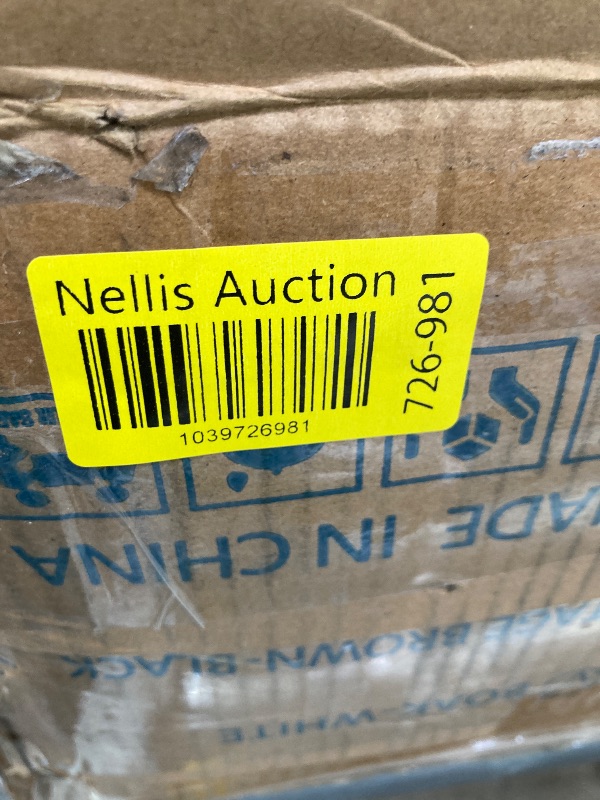 Nellis Auction
726-981
1039726981
MADE IN CHINA
BROWN-BLACK
WHITE